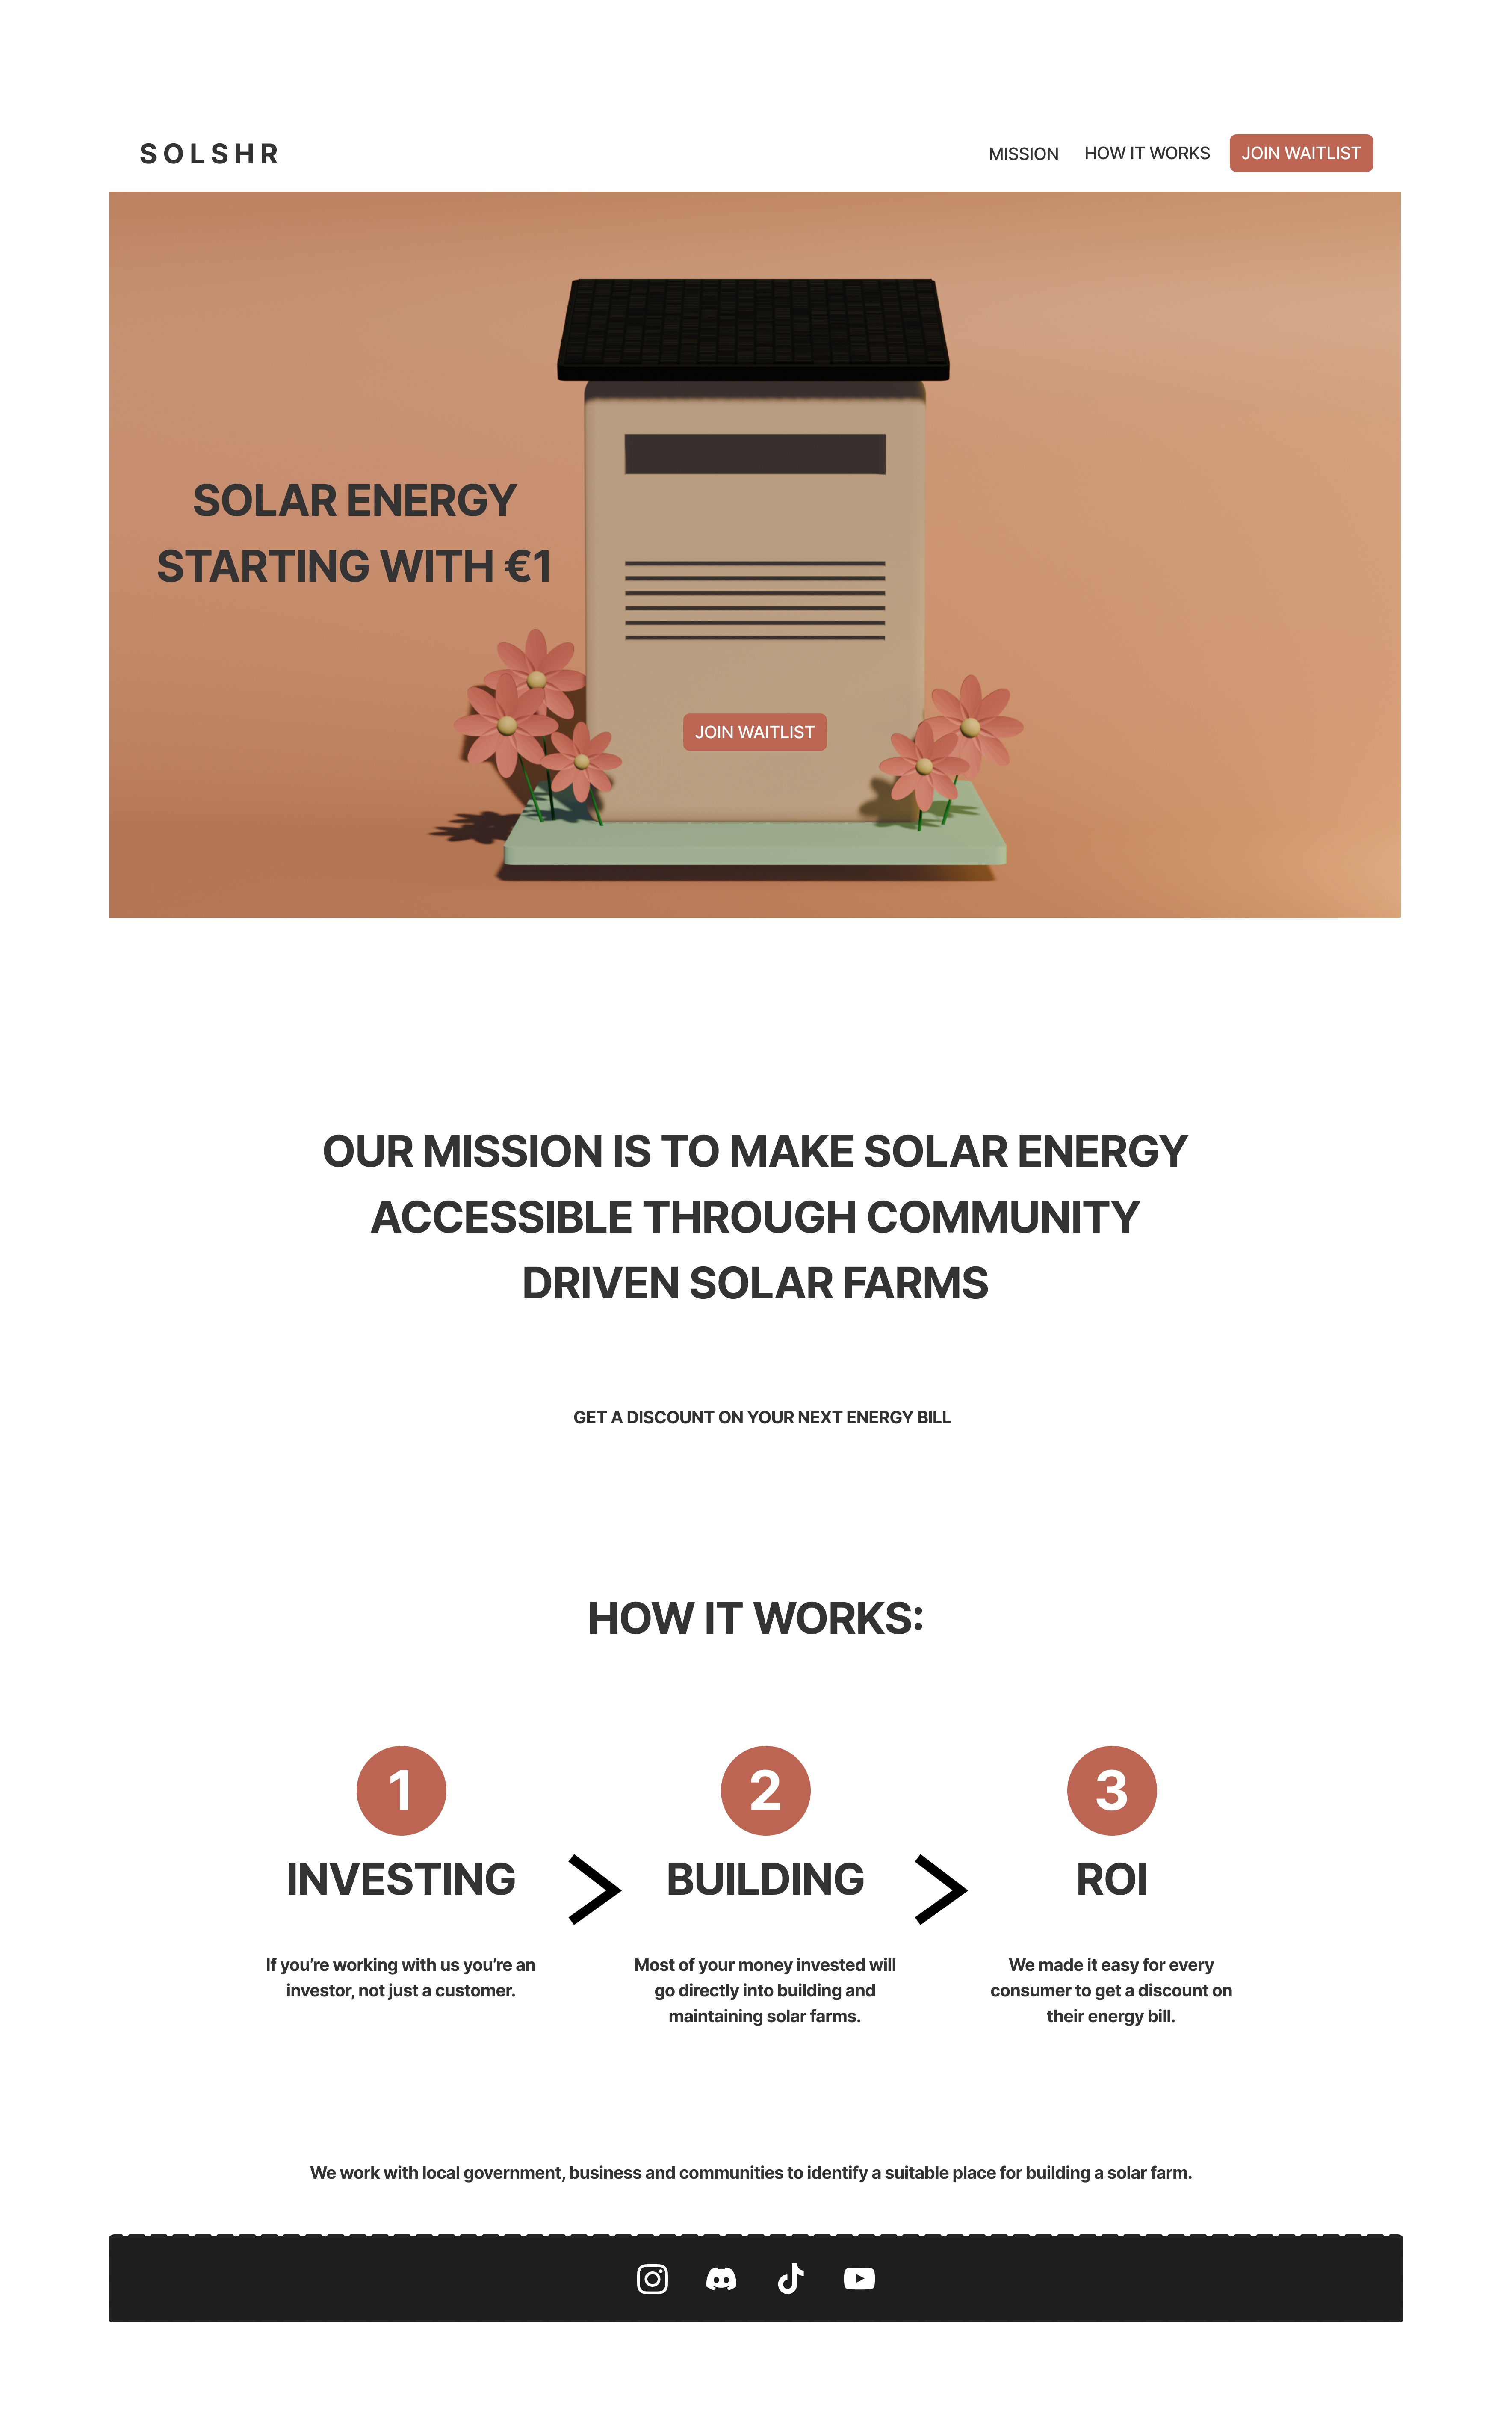 SOLSHR
MISSION
HOW IT WORKS
JOIN WAITLIST
SOLAR ENERGY
STARTING WITH €1
JOIN WAITLIST
OUR MISSION IS TO MAKE SOLAR ENERGY
ACCESSIBLE THROUGH COMMUNITY
DRIVEN SOLAR FARMS
GET A DISCOUNT ON YOUR NEXT ENERGY BILL
HOW IT WORKS:
1
INVESTING
If you’re working with us you’re an
investor, not just a customer.
2
BUILDING
Most of your money invested will
go directly into building and
maintaining solar farms.
3
ROI
We made it easy for every
consumer to get a discount on
their energy bill.
We work with local government, business and communities to identify a suitable place for building a solar farm.